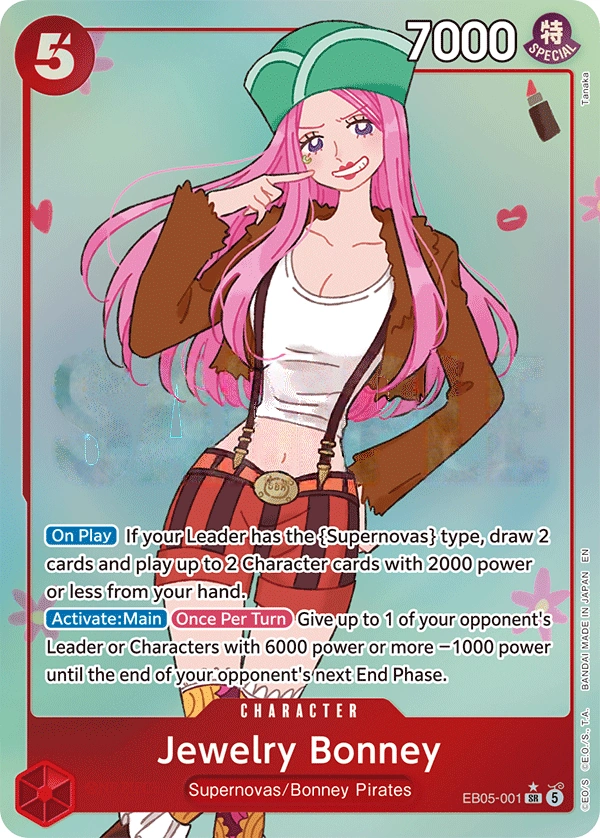 5
7000
特
SPECIAL
Tanaka
On Play If your Leader has the {Supernovas} type, draw 2
cards and play up to 2 Character cards with 2000 power
or less from your hand.
Activate:Main Once Per Turn Give up to 1 of your opponent's
Leader or Characters with 6000 power or more −1000 power
until the end of your opponent's next End Phase.
CHARACTER
Jewelry Bonney
Supernovas/Bonney Pirates
EB05-001 SR 5
©E.O/S ©E.O./S., T.A. BANDAI MADE IN JAPAN EN